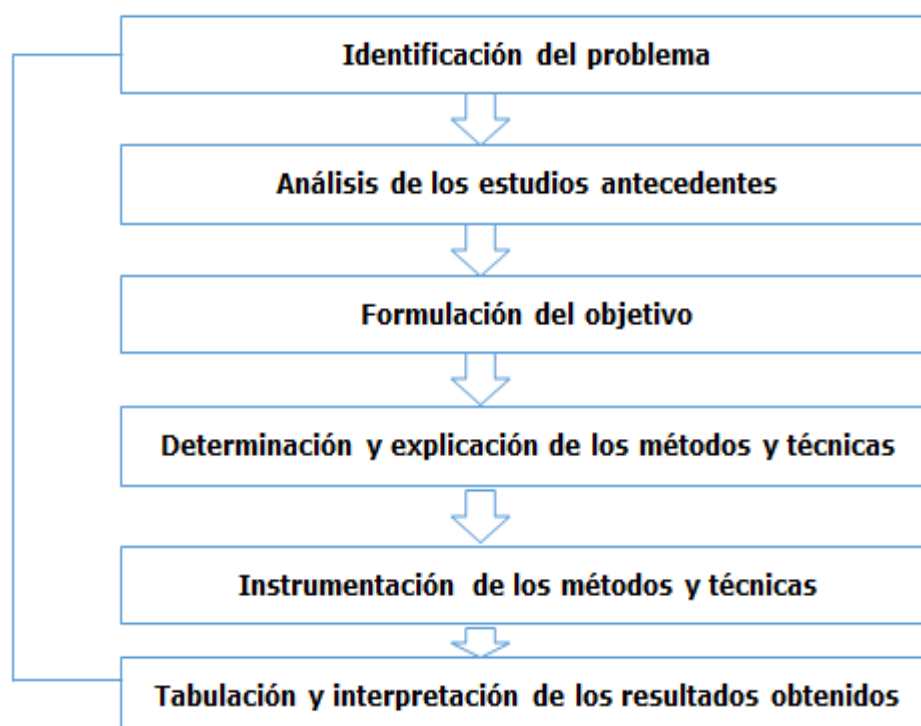 Identificación del problema
Análisis de los estudios antecedentes
Formulación del objetivo
Determinación y explicación de los métodos y técnicas
Instrumentación de los métodos y técnicas
Tabulación y interpretación de los resultados obtenidos